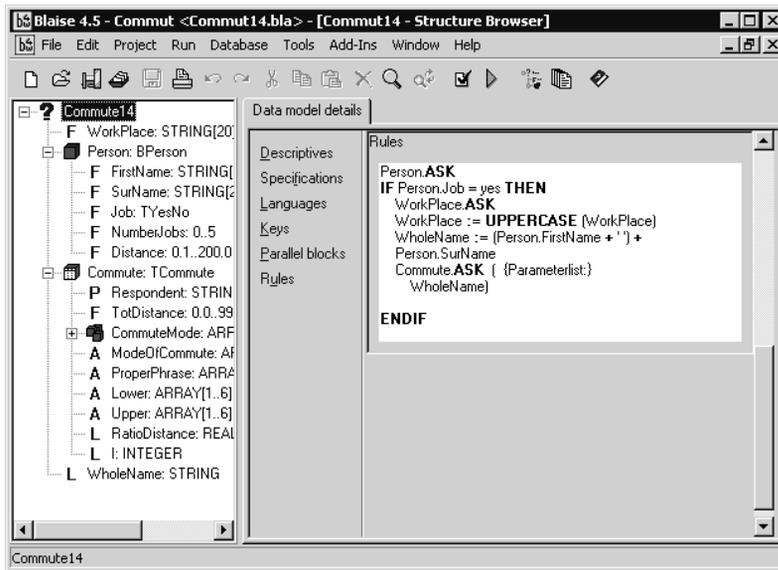 Blaise 4.5 - Commut <Commut14.bla> - [Commut14 - Structure Browser]
File Edit Project Run Database Tools Add-Ins Window Help
Commute14
F WorkPlace: STRING[20]
Person: BPerson
F FirstName: STRING[
F SurName: STRING[2
F Job: TYesNo
F NumberJobs: 0..5
F Distance: 0.1..200.0
Commute: TCommute
P Respondent: STRIN
F TotDistance: 0.0..99
CommuteMode: ARF
A ModeOfCommute: AF
A ProperPhrase: ARRA
A Lower: ARRAY[1..6]
A Upper: ARRAY[1..6]
L RatioDistance: REAL
L I: INTEGER
L WholeName: STRING
Data model details
Descriptives
Specifications
Languages
Keys
Parallel blocks
Rules
Rules
Person.ASK
IF Person.Job = yes THEN
WorkPlace.ASK
WorkPlace := UPPERCASE (WorkPlace)
WholeName := (Person.FirstName + ' ') +
Person.SurName
Commute.ASK ( {Parameterlist:}
WholeName)
ENDIF
Commute14